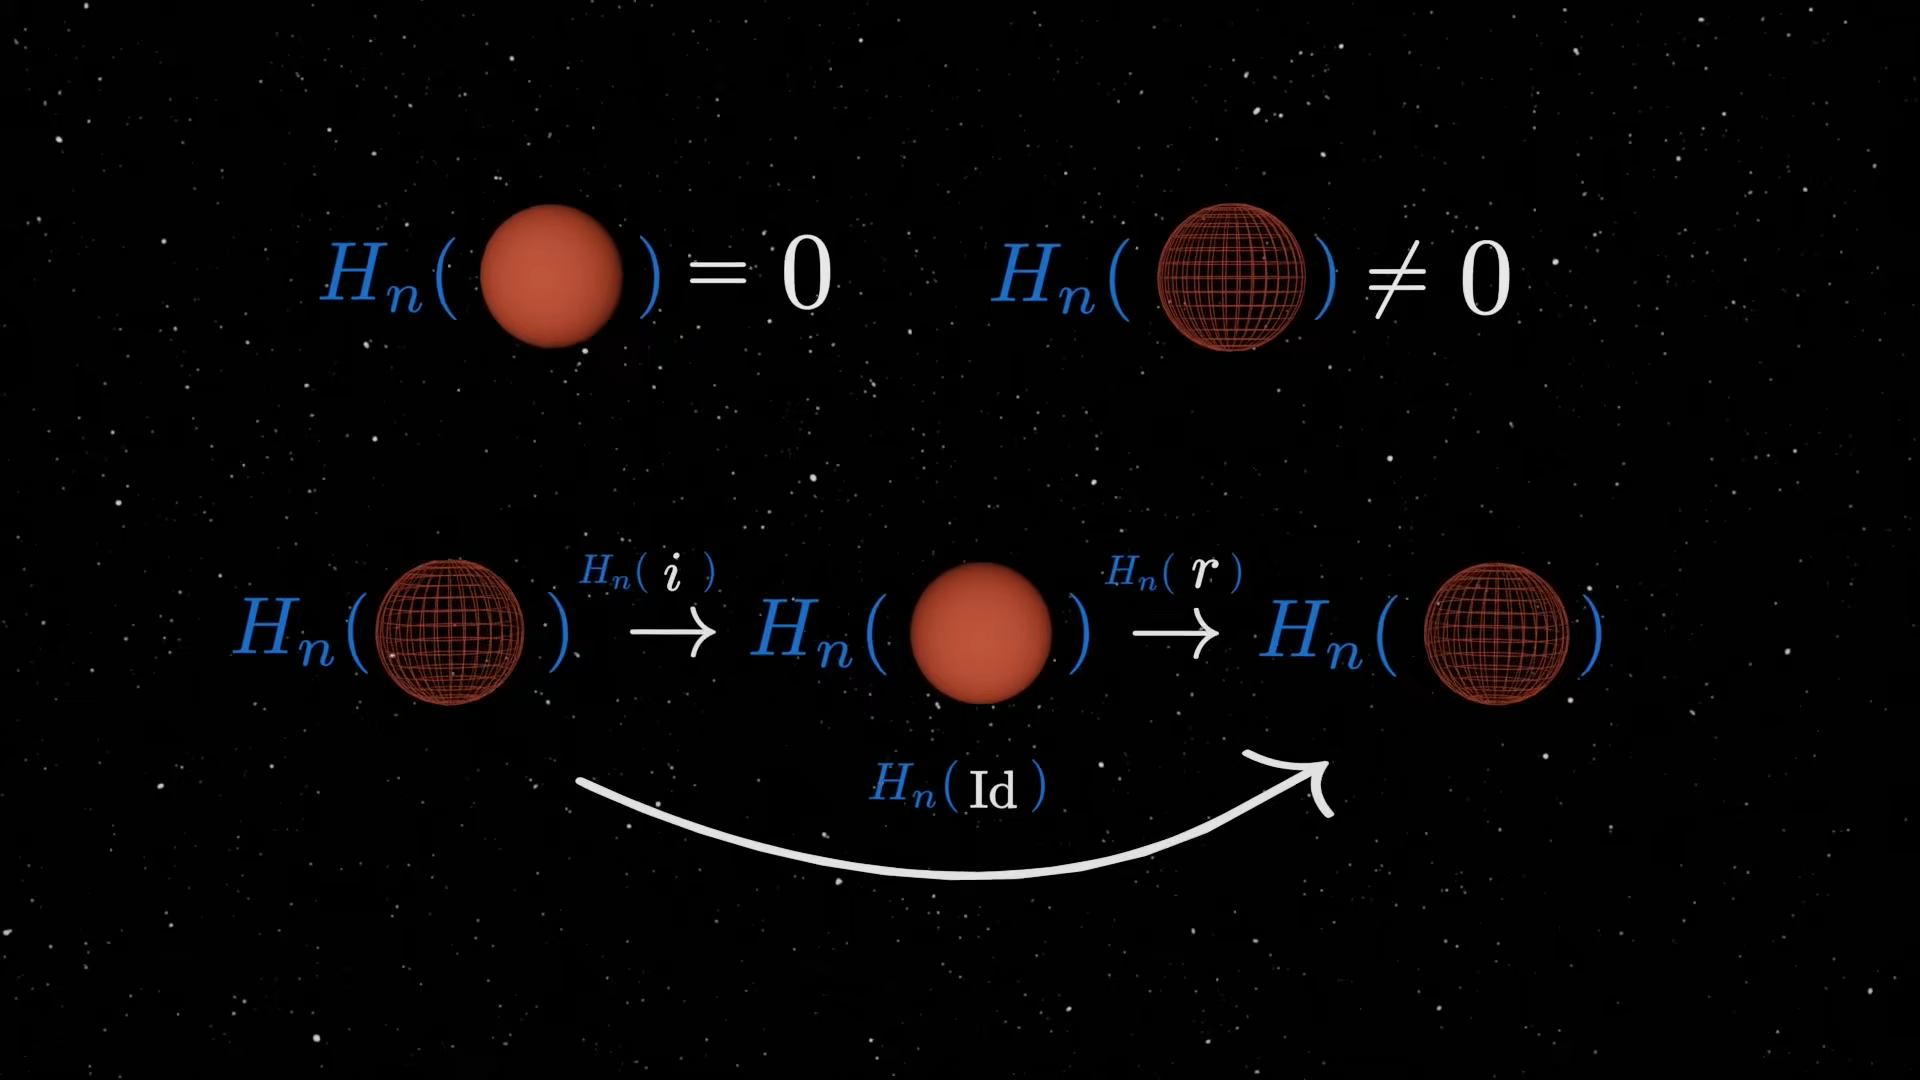 Hₙ( ) = 0 Hₙ( ) ≠ 0
Hₙ( i ) Hₙ( r )
Hₙ( ) → Hₙ( ) → Hₙ( )
Hₙ( Id )